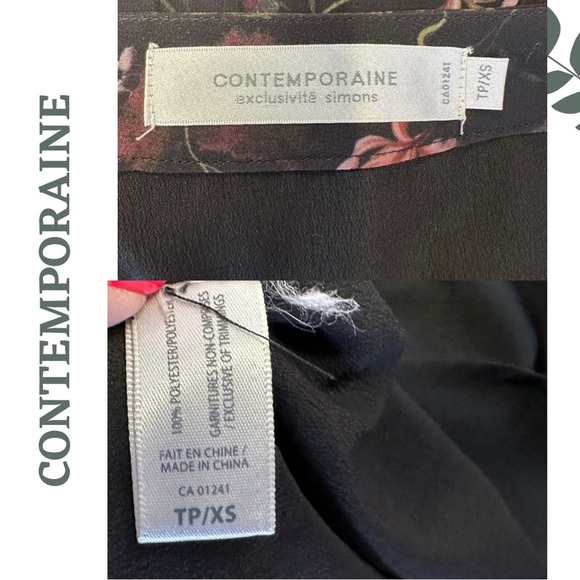 CONTEMPORAINE
CONTEMPORAINE
exclusivité simons
CA01241
TP/XS
100% POLYESTER/POLYESTER
GARNITURES NON-COMPRISES
/ EXCLUSIVE OF TRIMMINGS
FAIT EN CHINE /
MADE IN CHINA
CA 01241
TP/XS